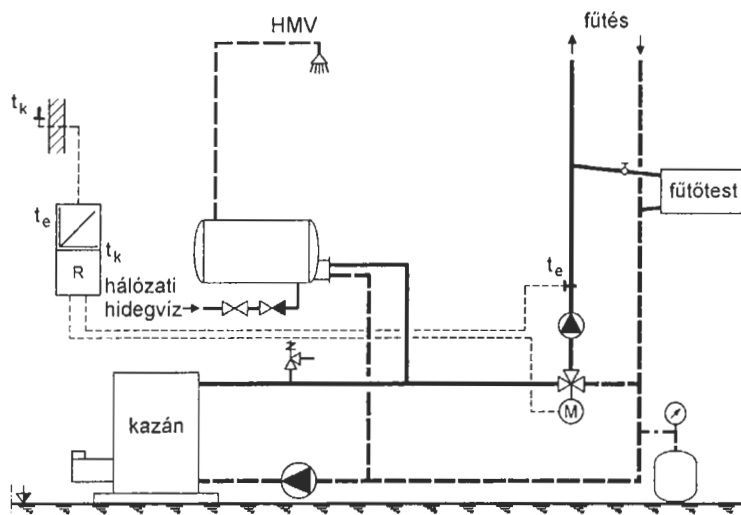 HMV
fűtés
t_k
t_e
t_k
R
fűtőtest
hálózati
hidegvíz
t_e
M
kazán